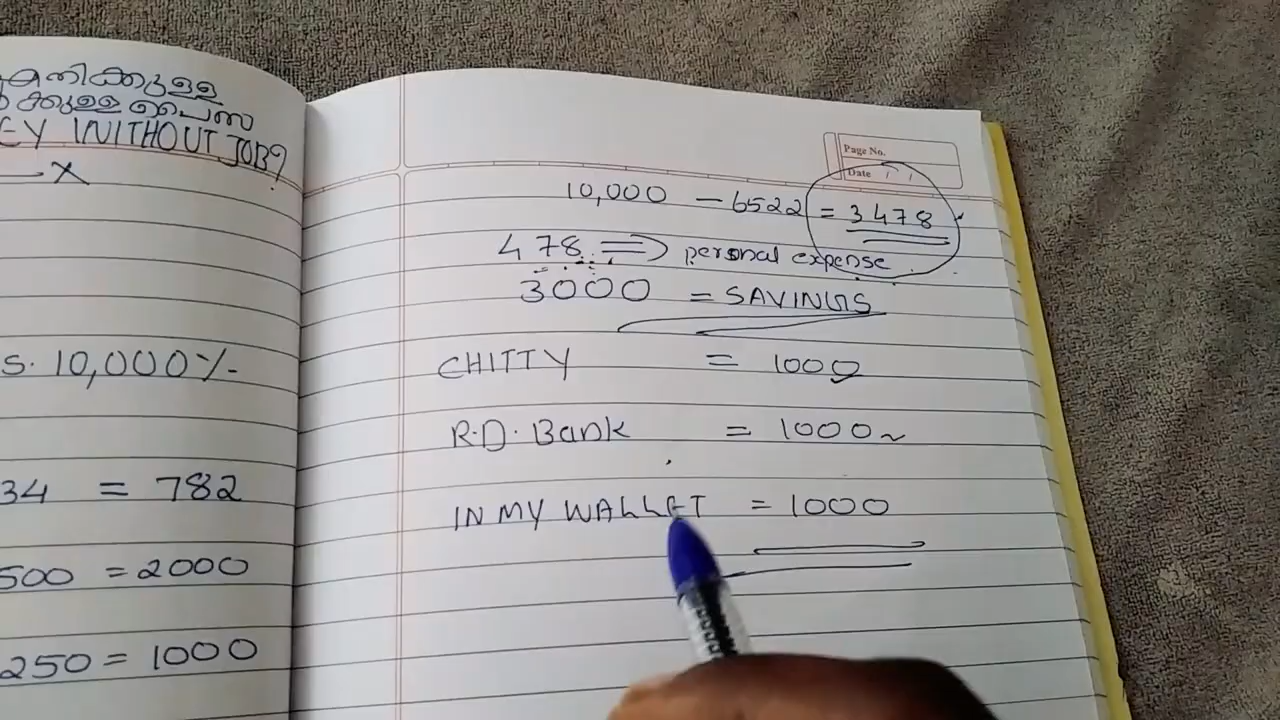 ക്കുള്ള പൈസ
EY WITHOUT JOB?
X
S. 10,000/-
34 = 782
500 = 2000
250 = 1000
Page No.
Date / /
10,000 - 6522 = 3478
478 => personal expense
3000 = SAVINGS
CHITTY = 1000
R.D. Bank = 1000
IN MY WALLET = 1000